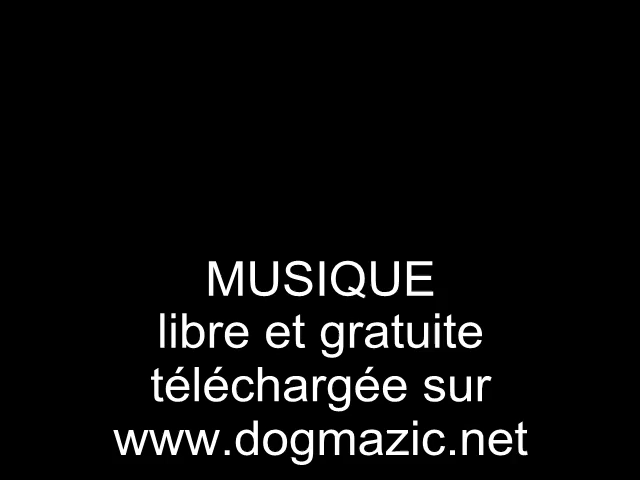 MUSIQUE
libre et gratuite
téléchargée sur
www.dogmazic.net